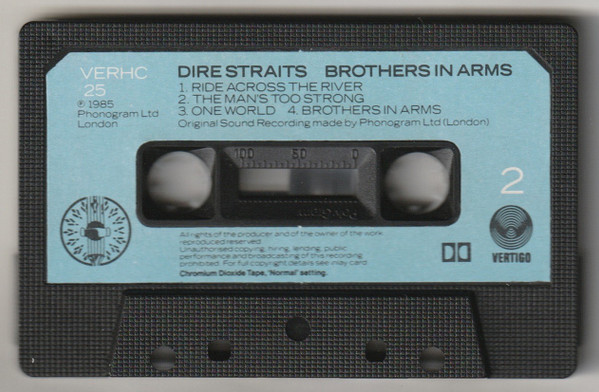 VERHC
25
℗ 1985
Phonogram Ltd
London
DIRE STRAITS BROTHERS IN ARMS
1. RIDE ACROSS THE RIVER
2. THE MAN'S TOO STRONG
3. ONE WORLD 4. BROTHERS IN ARMS
Original Sound Recording made by Phonogram Ltd (London)
100 50 0
2
All rights of the producer and of the owner of the work
reproduced reserved.
Unauthorised copying, hiring, lending, public
performance and broadcasting of this recording
prohibited. For full copyright details see inlay card.
Chromium Dioxide Tape, 'Normal' setting.
VERTIGO